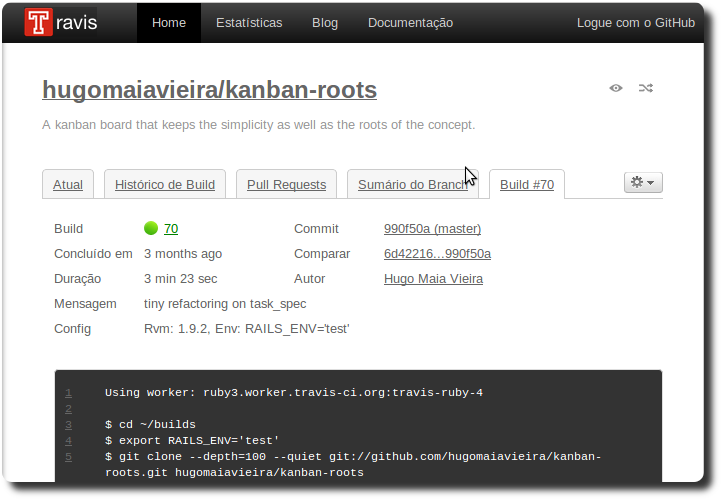 Travis Home Estatísticas Blog Documentação Logue com o GitHub
hugomaiavieira/kanban-roots
A kanban board that keeps the simplicity as well as the roots of the concept.
Atual Histórico de Build Pull Requests Sumário do Branch Build #70
Build 70 Commit 990f50a (master)
Concluído em 3 months ago Comparar 6d42216...990f50a
Duração 3 min 23 sec Autor Hugo Maia Vieira
Mensagem tiny refactoring on task_spec
Config Rvm: 1.9.2, Env: RAILS_ENV='test'
1 Using worker: ruby3.worker.travis-ci.org:travis-ruby-4
2
3 $ cd ~/builds
4 $ export RAILS_ENV='test'
5 $ git clone --depth=100 --quiet git://github.com/hugomaiavieira/kanban-
roots.git hugomaiavieira/kanban-roots